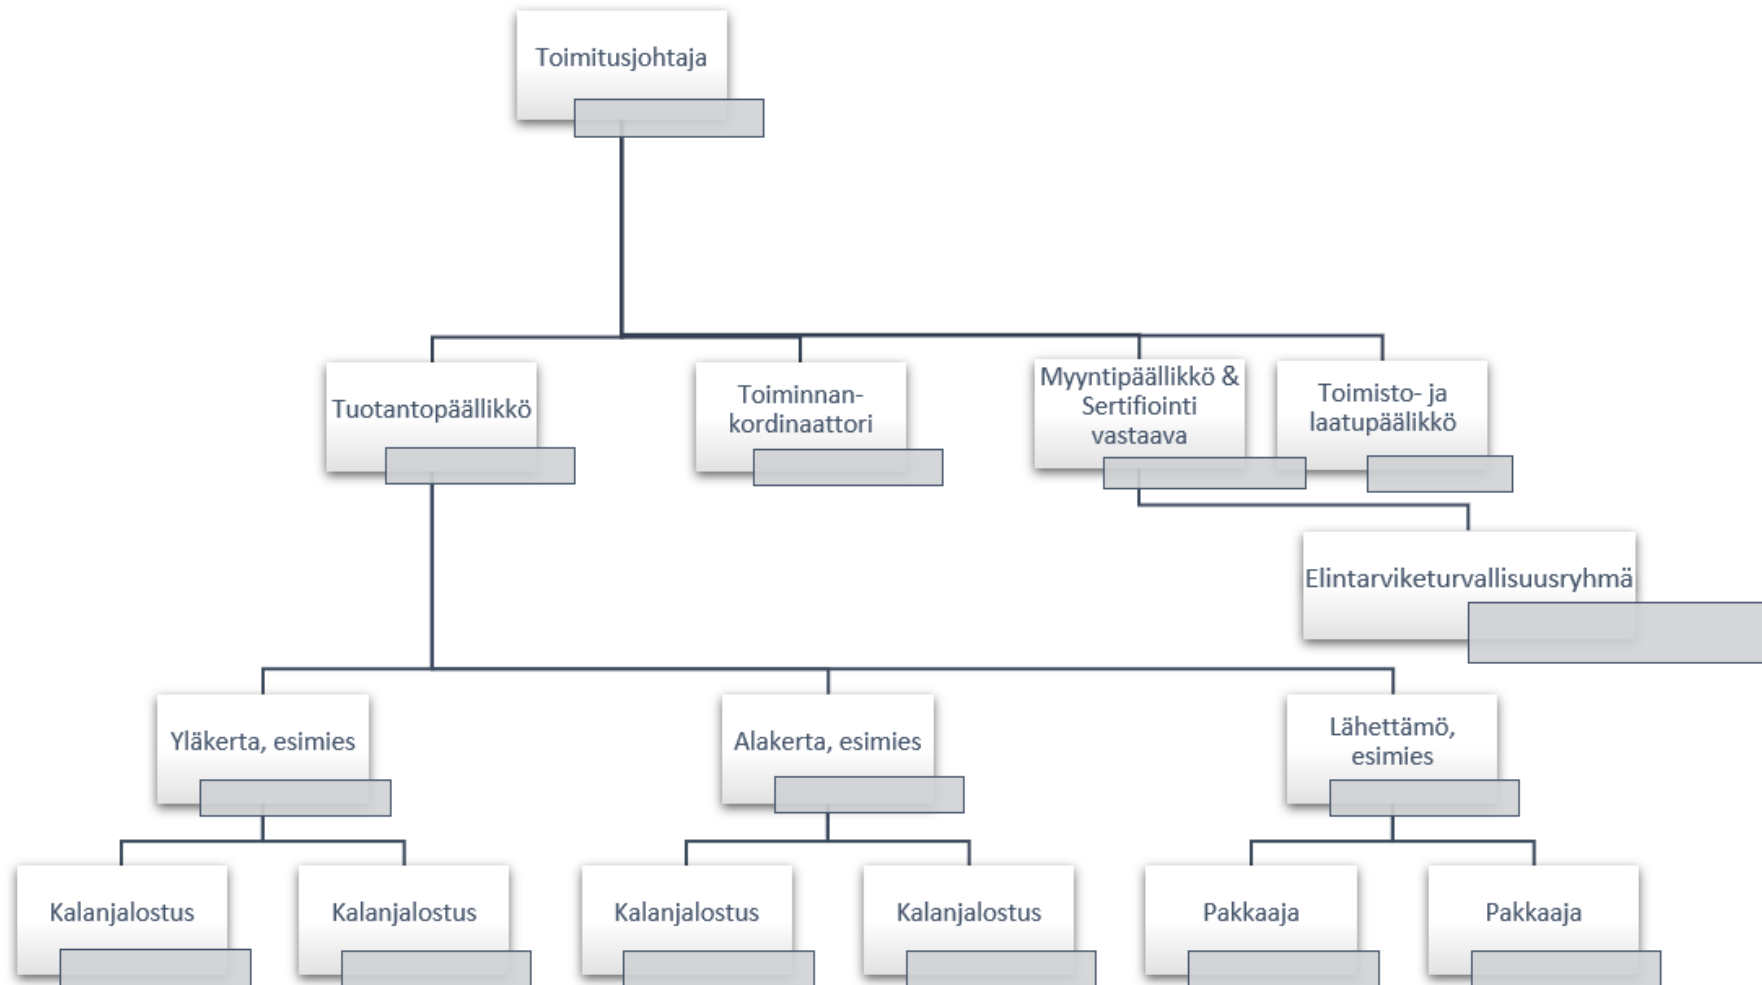 Toimitusjohtaja
Tuotantopäällikkö
Toiminnan-
kordinaattori
Myyntipäällikkö &
Sertifiointi
vastaava
Toimisto- ja
laatupäälikkö
Elintarviketurvallisuusryhmä
Yläkerta, esimies
Alakerta, esimies
Lähettämö,
esimies
Kalanjalostus
Kalanjalostus
Kalanjalostus
Kalanjalostus
Pakkaaja
Pakkaaja